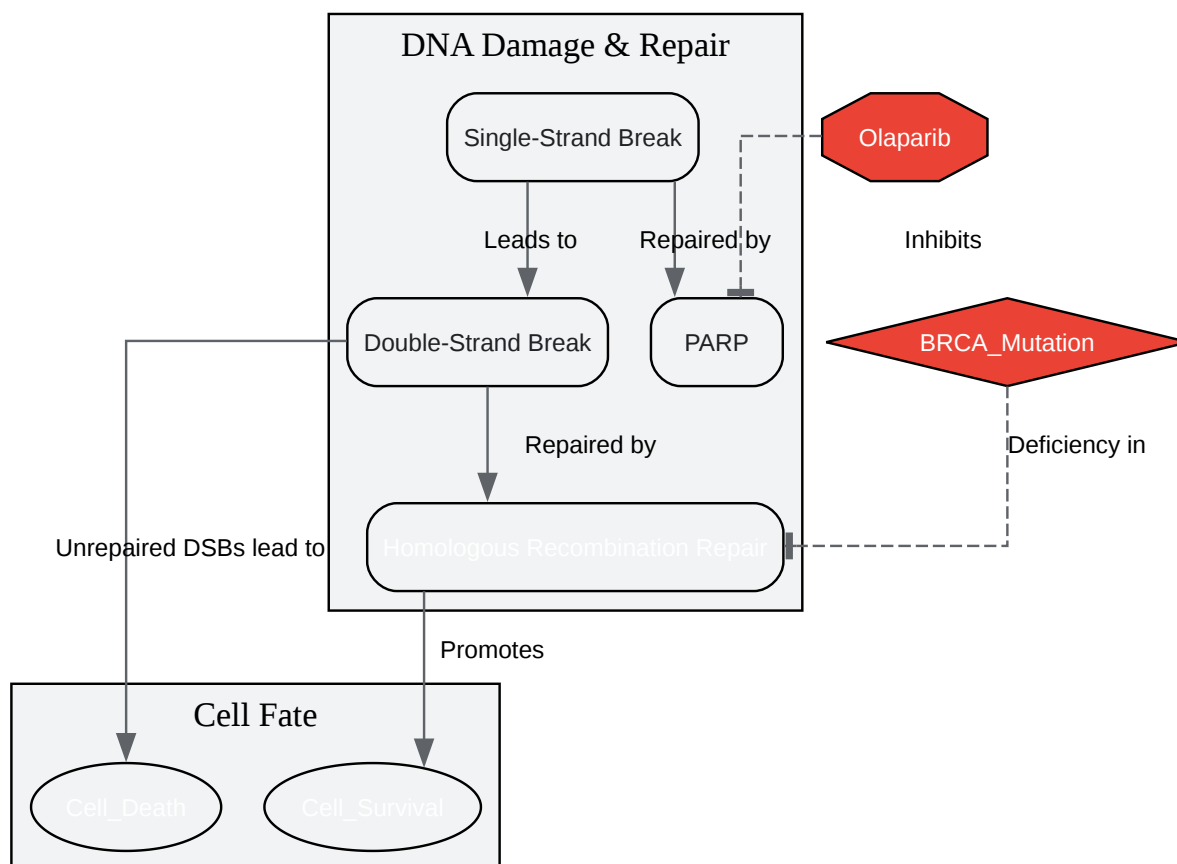 DNA Damage & Repair
Single-Strand Break
Olaparib
Leads to
Repaired by
Inhibits
Double-Strand Break
PARP
BRCA_Mutation
Repaired by
Deficiency in
Unrepaired DSBs lead to
Homologous Recombination Repair
Promotes
Cell Fate
Cell_Death
Cell_Survival